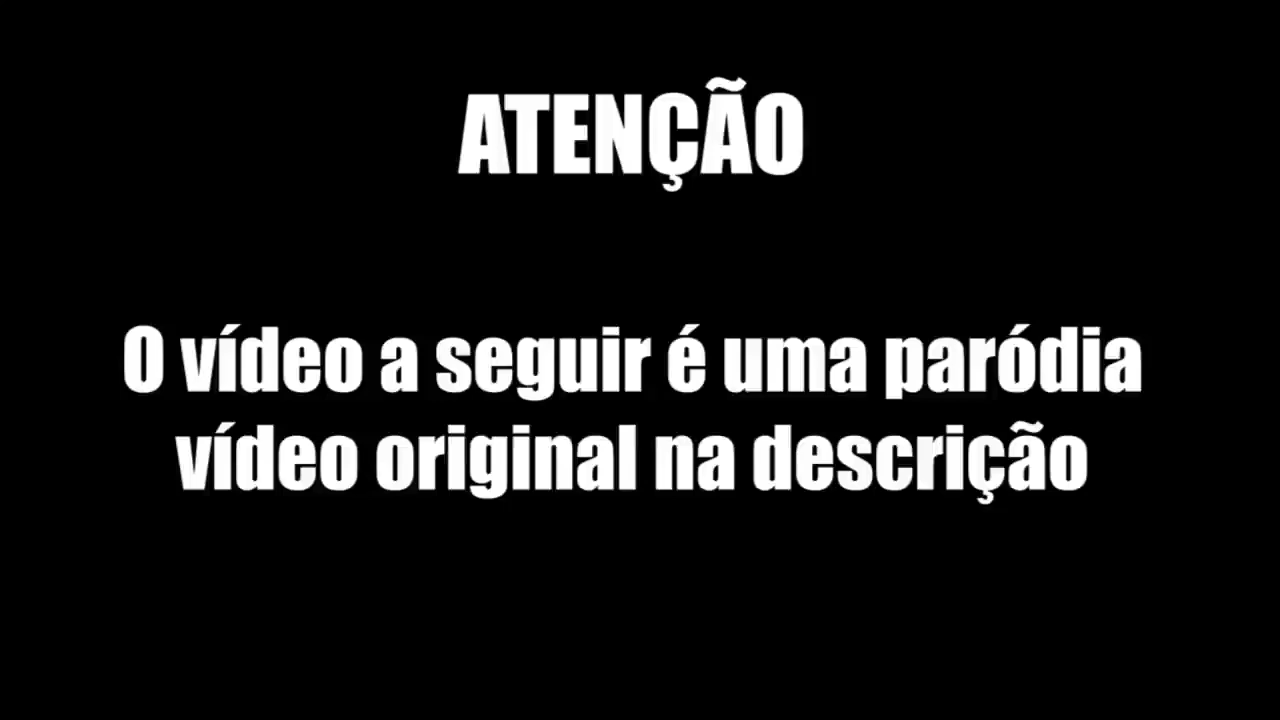 ATENÇÃO
O vídeo a seguir é uma paródia
vídeo original na descrição